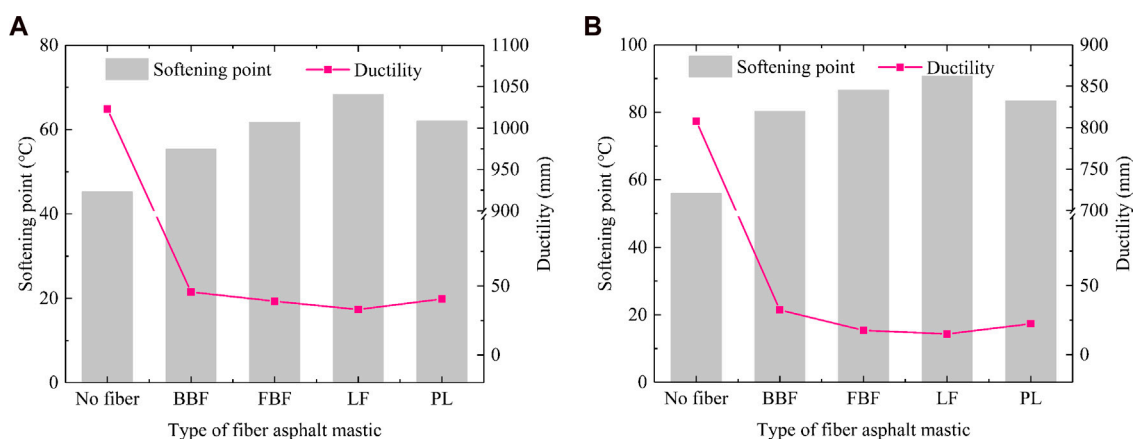 A
Softening point
Ductility
Softening point (℃)
80
60
40
20
0
Ductility (mm)
1100
1050
1000
950
900
50
0
No fiber BBF FBF LF PL
Type of fiber asphalt mastic
B
Softening point
Ductility
Softening point (℃)
100
80
60
40
20
0
Ductility (mm)
900
850
800
750
700
50
0
No fiber BBF FBF LF PL
Type of fiber asphalt mastic